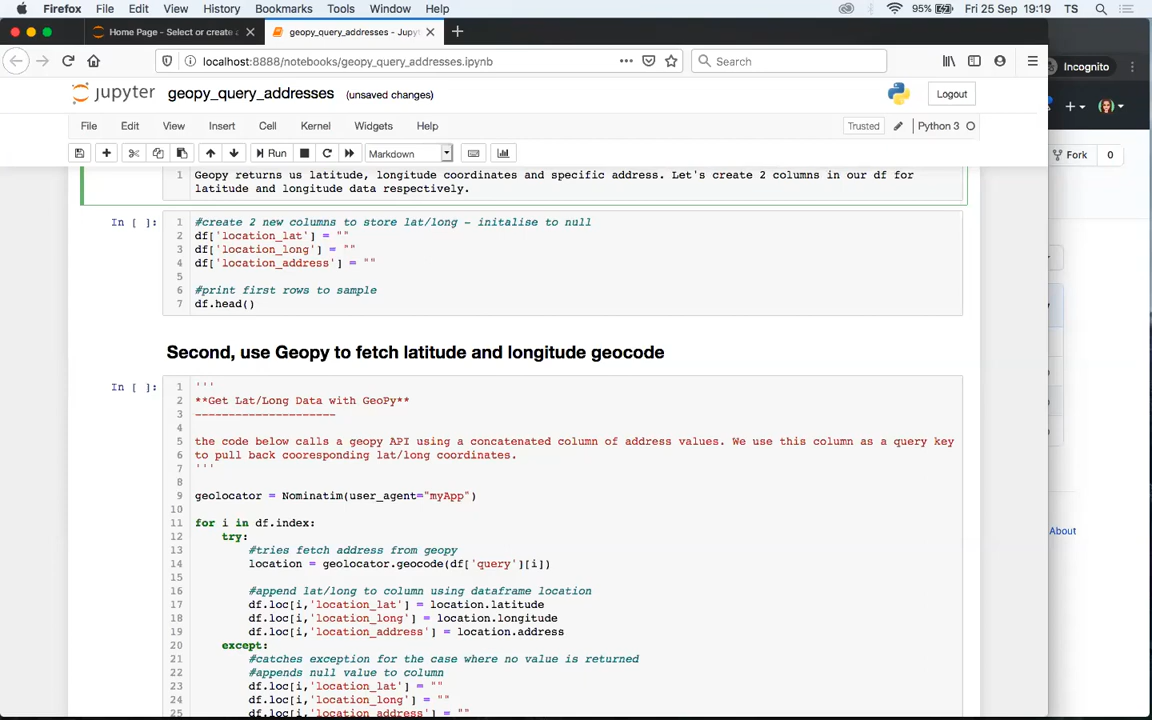 Firefox File Edit View History Bookmarks Tools Window Help 95% Fri 25 Sep 19:19 TS
Home Page - Select or create a
geopy_query_addresses - Jupyt
Incognito
localhost:8888/notebooks/geopy_query_addresses.ipynb
Search
jupyter geopy_query_addresses (unsaved changes)
Logout
File Edit View Insert Cell Kernel Widgets Help
Trusted Python 3
Run Markdown
Fork 0
1 Geopy returns us latitude, longitude coordinates and specific address. Let's create 2 columns in our df for
latitude and longitude data respectively.
In [ ]:
1 #create 2 new columns to store lat/long - initalise to null
2 df['location_lat'] = ""
3 df['location_long'] = ""
4 df['location_address'] = ""
5
6 #print first rows to sample
7 df.head()
Second, use Geopy to fetch latitude and longitude geocode
In [ ]:
1 '''
2 **Get Lat/Long Data with GeoPy**
3 ---------------------
4
5 the code below calls a geopy API using a concatenated column of address values. We use this column as a query key
6 to pull back cooresponding lat/long coordinates.
7 '''
8
9 geolocator = Nominatim(user_agent="myApp")
10
11 for i in df.index:
12 try:
13 #tries fetch address from geopy
14 location = geolocator.geocode(df['query'][i])
15
16 #append lat/long to column using dataframe location
17 df.loc[i,'location_lat'] = location.latitude
18 df.loc[i,'location_long'] = location.longitude
19 df.loc[i,'location_address'] = location.address
20 except:
21 #catches exception for the case where no value is returned
22 #appends null value to column
23 df.loc[i,'location_lat'] = ""
24 df.loc[i,'location_long'] = ""
25 df.loc[i,'location_address'] = ""
About